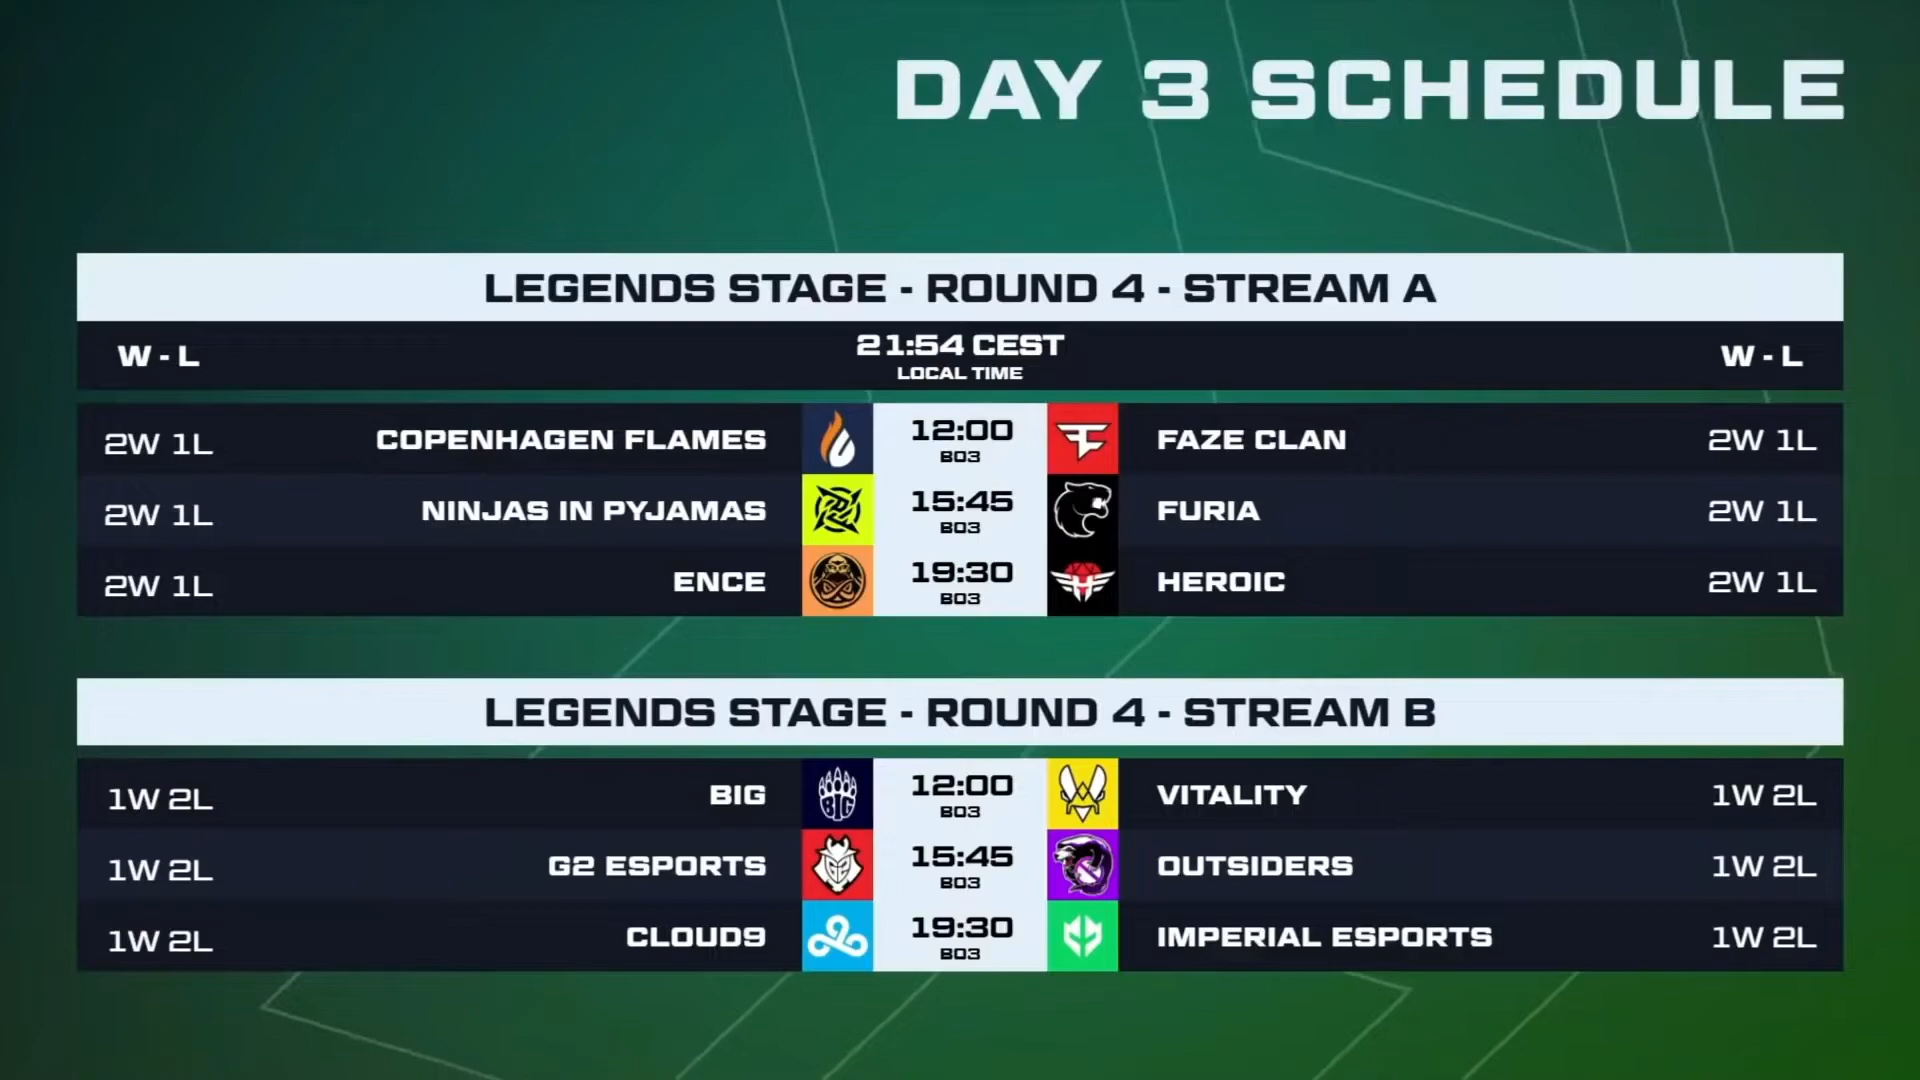 DAY 3 SCHEDULE
LEGENDS STAGE - ROUND 4 - STREAM A
W - L 21:54 CEST W - L
LOCAL TIME
2W 1L COPENHAGEN FLAMES 12:00 FAZE CLAN 2W 1L
BO3
2W 1L NINJAS IN PYJAMAS 15:45 FURIA 2W 1L
BO3
2W 1L ENCE 19:30 HEROIC 2W 1L
BO3
LEGENDS STAGE - ROUND 4 - STREAM B
1W 2L BIG BIG 12:00 VITALITY 1W 2L
BO3
1W 2L G2 ESPORTS G2 15:45 OUTSIDERS 1W 2L
BO3
1W 2L CLOUD9 19:30 IMPERIAL ESPORTS 1W 2L
BO3